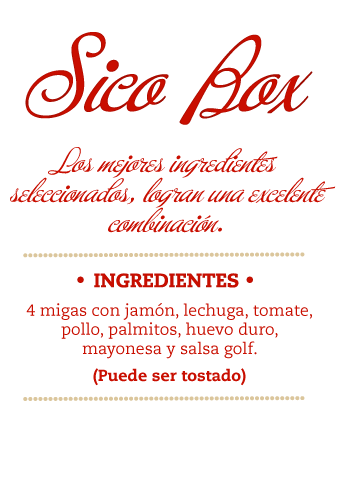 Sico Box
Los mejores ingredientes
seleccionados, logran una excelente
combinación.
• INGREDIENTES •
4 migas con jamón, lechuga, tomate,
pollo, palmitos, huevo duro,
mayonesa y salsa golf.
(Puede ser tostado)